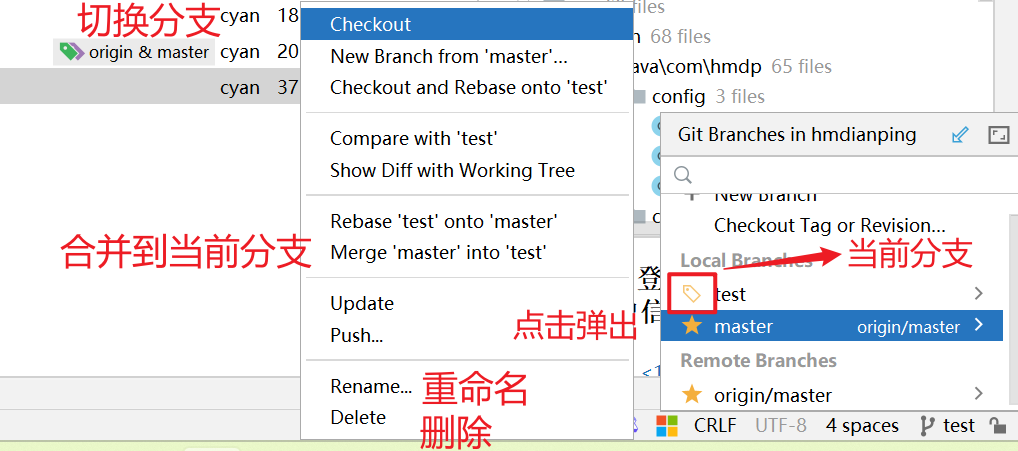 切换分支
cyan 18
origin & master cyan 20
cyan 37
Checkout
New Branch from 'master'...
Checkout and Rebase onto 'test'
Compare with 'test'
Show Diff with Working Tree
Rebase 'test' onto 'master'
合并到当前分支
Merge 'master' into 'test'
Update
Push...
点击弹出
Rename...
重命名
Delete
删除
files
68 files
ava\com\hmdp 65 files
config 3 files
Git Branches in hmdianping
New Branch
Checkout Tag or Revision...
Local Branches
当前分支
登
信
test
master origin/master
Remote Branches
origin/master
CRLF UTF-8 4 spaces test